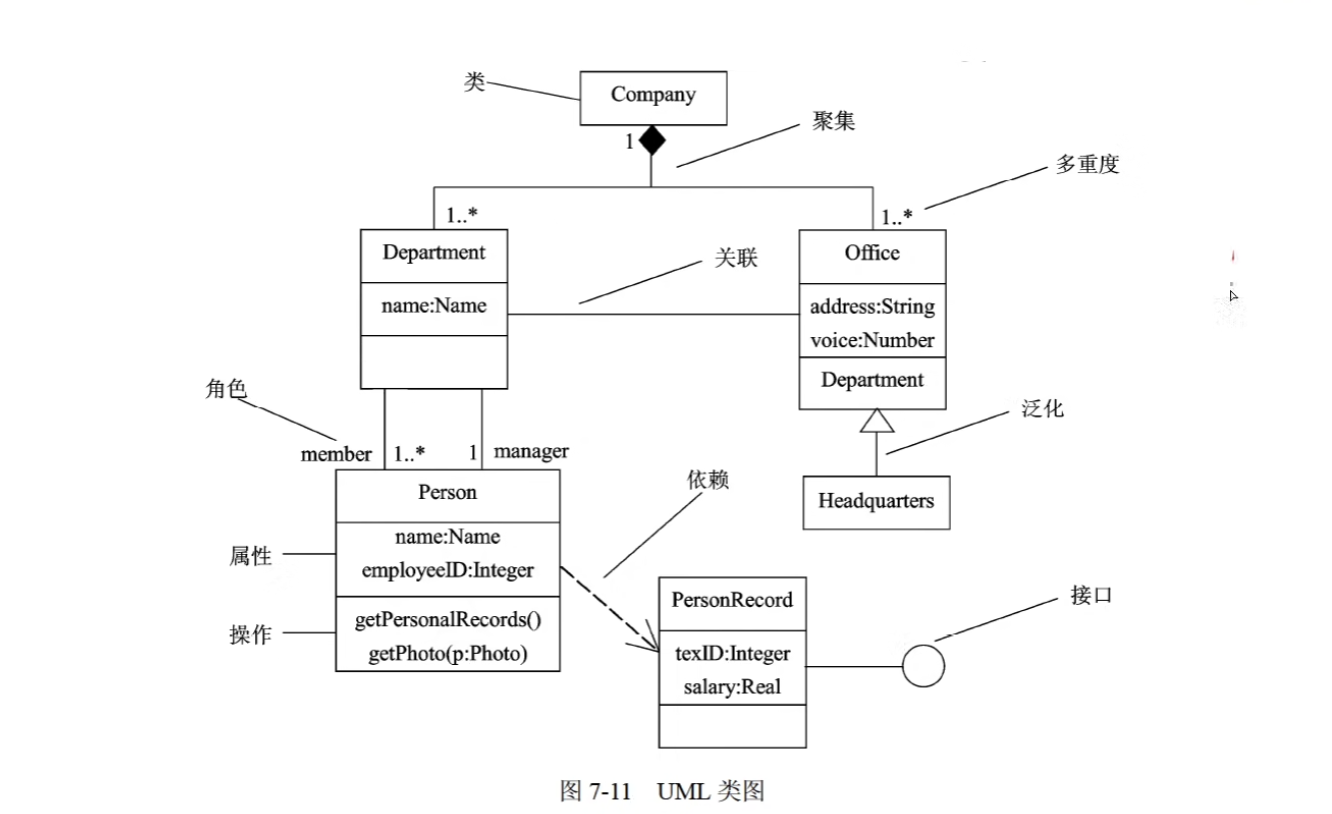 类
Company
聚集
1
多重度
1..*
1..*
Department
Office
关联
name:Name
address:String
voice:Number
Department
角色
泛化
member
1..*
1
manager
依赖
Person
Headquarters
name:Name
属性
employeeID:Integer
PersonRecord
接口
操作
getPersonalRecords()
getPhoto(p:Photo)
texID:Integer
salary:Real
图 7-11 UML 类图